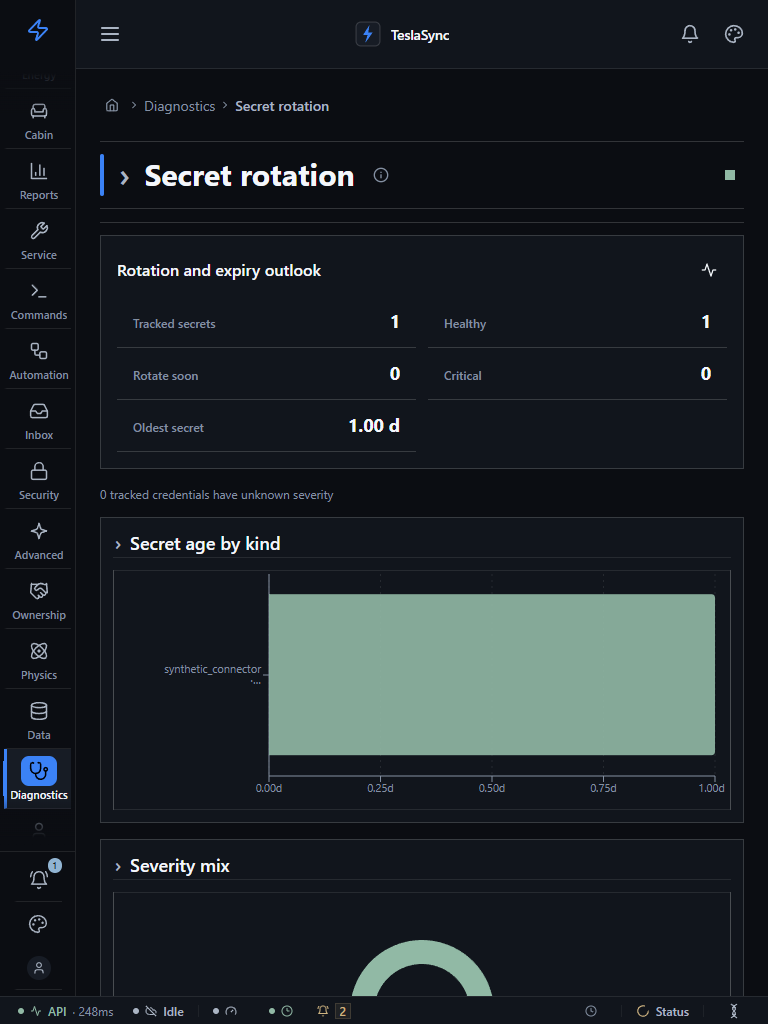 TeslaSync
Energy
Cabin
Reports
Service
Commands
Automation
Inbox
Security
Advanced
Ownership
Physics
Data
Diagnostics
1
Diagnostics
Secret rotation
Secret rotation
Rotation and expiry outlook
Tracked secrets 1
Healthy 1
Rotate soon 0
Critical 0
Oldest secret 1.00 d
0 tracked credentials have unknown severity
Secret age by kind
synthetic_connector
·...
0.00d 0.25d 0.50d 0.75d 1.00d
Severity mix
API · 248ms Idle 2 Status